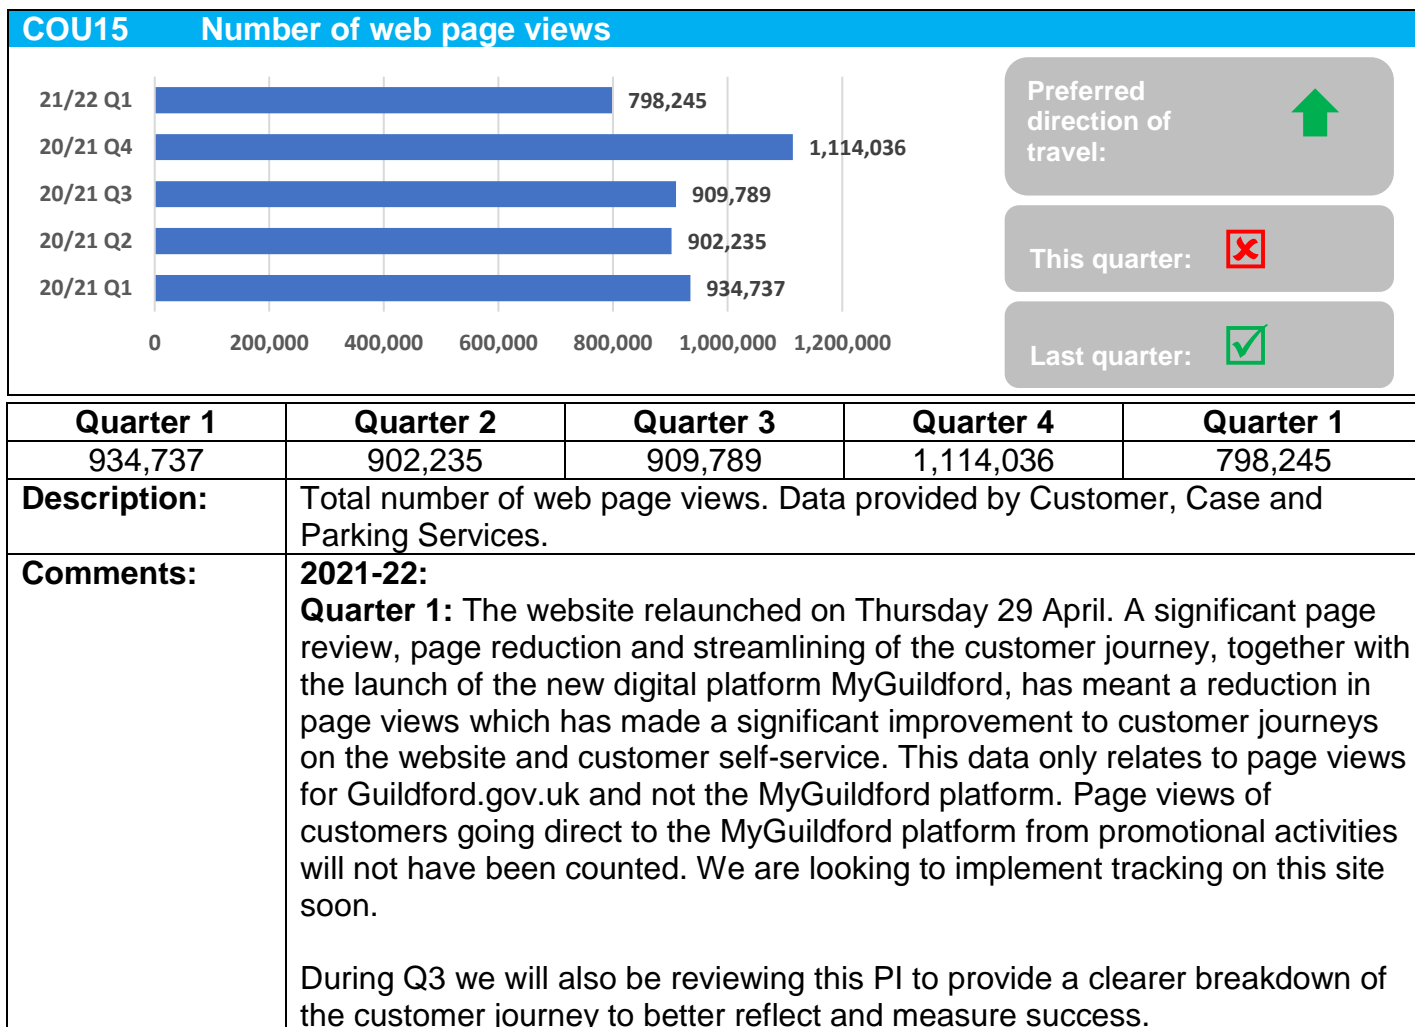 COU15 Number of web page views
21/22 Q1 798,245
20/21 Q4 1,114,036
20/21 Q3 909,789
20/21 Q2 902,235
20/21 Q1 934,737
0 200,000 400,000 600,000 800,000 1,000,000 1,200,000
Preferred
direction of
travel:
This quarter:
Last quarter:
Quarter 1 Quarter 2 Quarter 3 Quarter 4 Quarter 1
934,737 902,235 909,789 1,114,036 798,245
Description: Total number of web page views. Data provided by Customer, Case and
Parking Services.
Comments: 2021-22:
Quarter 1: The website relaunched on Thursday 29 April. A significant page
review, page reduction and streamlining of the customer journey, together with
the launch of the new digital platform MyGuildford, has meant a reduction in
page views which has made a significant improvement to customer journeys
on the website and customer self-service. This data only relates to page views
for Guildford.gov.uk and not the MyGuildford platform. Page views of
customers going direct to the MyGuildford platform from promotional activities
will not have been counted. We are looking to implement tracking on this site
soon.
During Q3 we will also be reviewing this PI to provide a clearer breakdown of
the customer journey to better reflect and measure success.